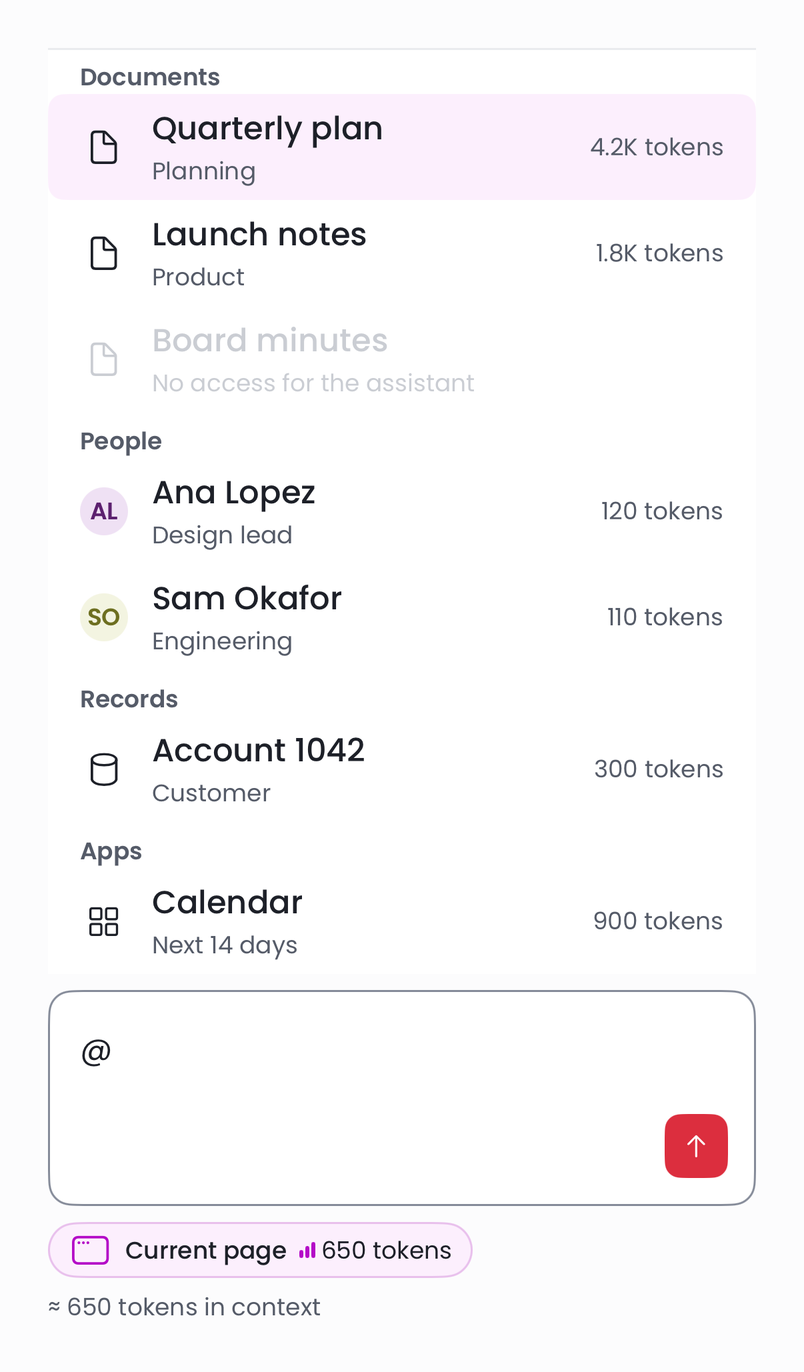 Documents
Quarterly plan
4.2K tokens
Planning
Launch notes
1.8K tokens
Product
Board minutes
No access for the assistant
People
AL
Ana Lopez
120 tokens
Design lead
SO
Sam Okafor
110 tokens
Engineering
Records
Account 1042
300 tokens
Customer
Apps
Calendar
900 tokens
Next 14 days
@
Current page 650 tokens
≈ 650 tokens in context